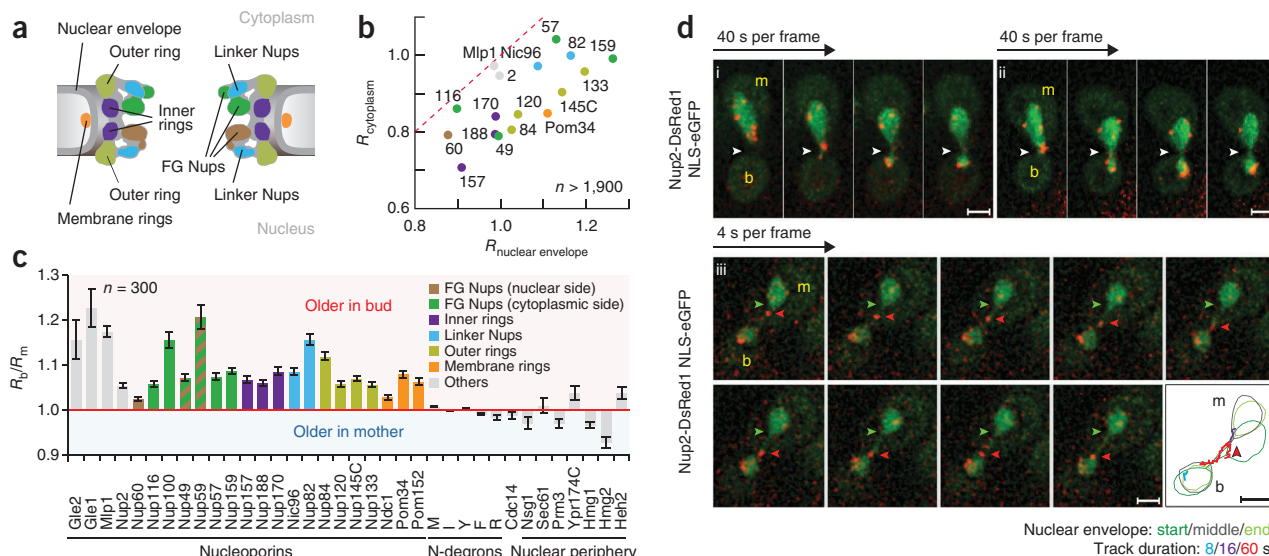 a
Cytoplasm
Nuclear envelope
Outer ring
Linker Nups
Inner
rings
FG Nups
Outer ring
Linker Nups
Membrane rings
Nucleus
b
R cytoplasm
1.0
0.8
0.6
0.8
1.0
1.2
R nuclear envelope
57
82
159
Mlp1
Nic96
2
133
116
170
120
145C
60
188
49
84
Pom34
157
n > 1,900
c
Rb/Rm
1.3
1.2
1.1
1.0
0.9
n = 300
Older in bud
Older in mother
FG Nups (nuclear side)
FG Nups (cytoplasmic side)
Inner rings
Linker Nups
Outer rings
Membrane rings
Others
Gle2
Gle1
Mlp1
Nup2
Nup60
Nup116
Nup100
Nup49
Nup59
Nup57
Nup159
Nup157
Nup188
Nup170
Nic96
Nup82
Nup84
Nup120
Nup145C
Nup133
Ndc1
Pom34
Pom152
M
I
Y
F
R
Cdc14
Nsg1
Sec61
Prm3
Ypr174C
Hmg1
Hmg2
Heh2
Nucleoporins
N-degrons
Nuclear periphery
d
40 s per frame
40 s per frame
Nup2-DsRed1
NLS-eGFP
i
m
b
ii
m
b
4 s per frame
Nup2-DsRed1 NLS-eGFP
iii
m
b
m
b
Nuclear envelope: start/middle/end
Track duration: 8/16/60 s